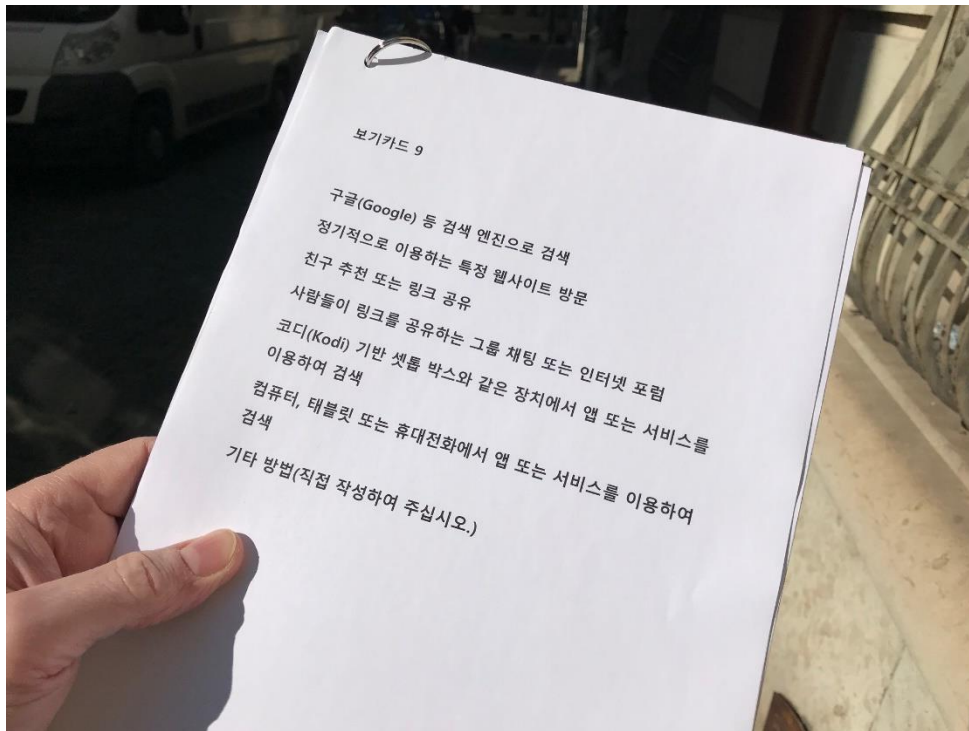 보기카드 9
구글(Google) 등 검색 엔진으로 검색
정기적으로 이용하는 특정 웹사이트 방문
친구 추천 또는 링크 공유
사람들이 링크를 공유하는 그룹 채팅 또는 인터넷 포럼
코디(Kodi) 기반 셋톱 박스와 같은 장치에서 앱 또는 서비스를
이용하여 검색
컴퓨터, 태블릿 또는 휴대전화에서 앱 또는 서비스를 이용하여
검색
기타 방법(직접 작성하여 주십시오.)